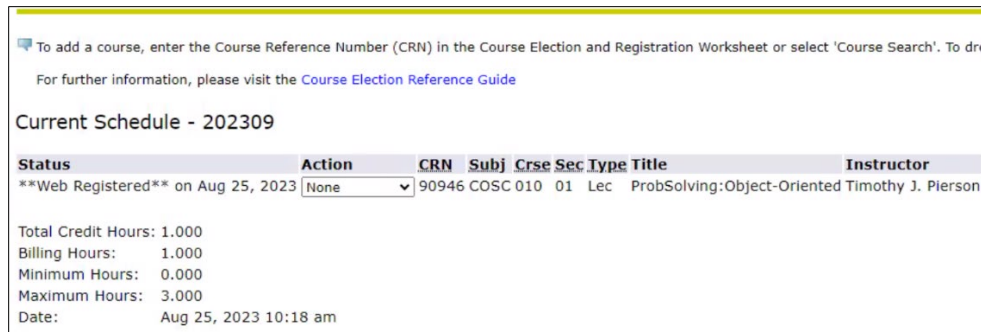 To add a course, enter the Course Reference Number (CRN) in the Course Election and Registration Worksheet or select 'Course Search'. To
For further information, please visit the Course Election Reference Guide
Current Schedule - 202309
Status Action CRN Subj Crse Sec Type Title Instructor
**Web Registered** on Aug 25, 2023 None 90946 COSC 010 01 Lec ProbSolving:Object-Oriented Timothy J. Pierson
Total Credit Hours: 1.000
Billing Hours: 1.000
Minimum Hours: 0.000
Maximum Hours: 3.000
Date: Aug 25, 2023 10:18 am